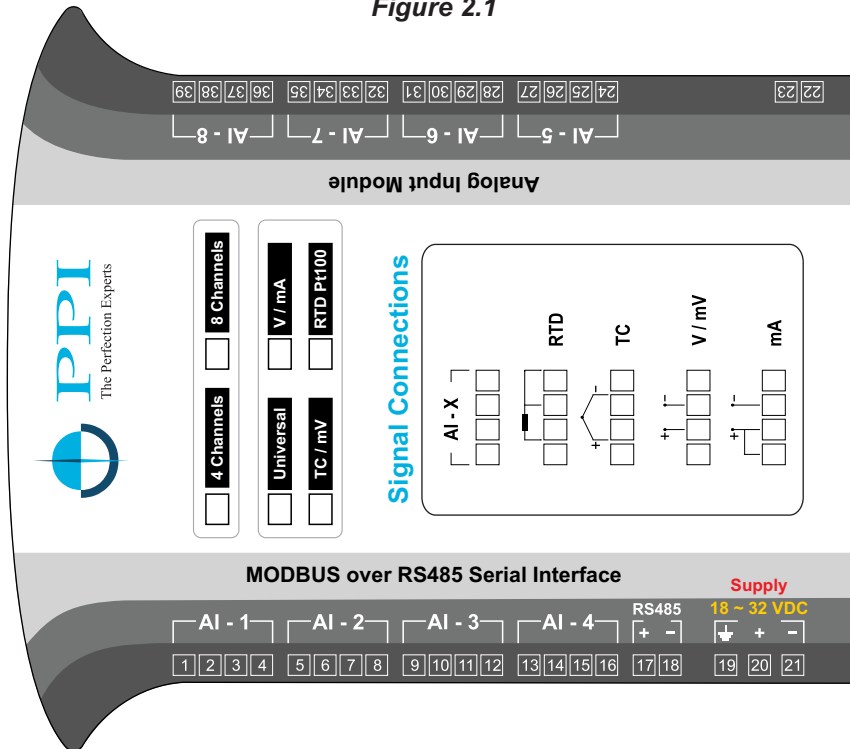 Figure 2.1
39 38 37 36 35 34 33 32 31 30 29 28 27 26 25 24 23 22
AI - 8 AI - 7 AI - 6 AI - 5
Analog Input Module
PPI
The Perfection Experts
4 Channels
8 Channels
Universal
V / mA
TC / mV
RTD Pt100
Signal Connections
AI - X
RTD
TC
+ −
V / mV
+ −
mA
+ −
MODBUS over RS485 Serial Interface
Supply
18 ~ 32 VDC
RS485
AI - 1 AI - 2 AI - 3 AI - 4
+ − + −
1 2 3 4 5 6 7 8 9 10 11 12 13 14 15 16 17 18 19 20 21